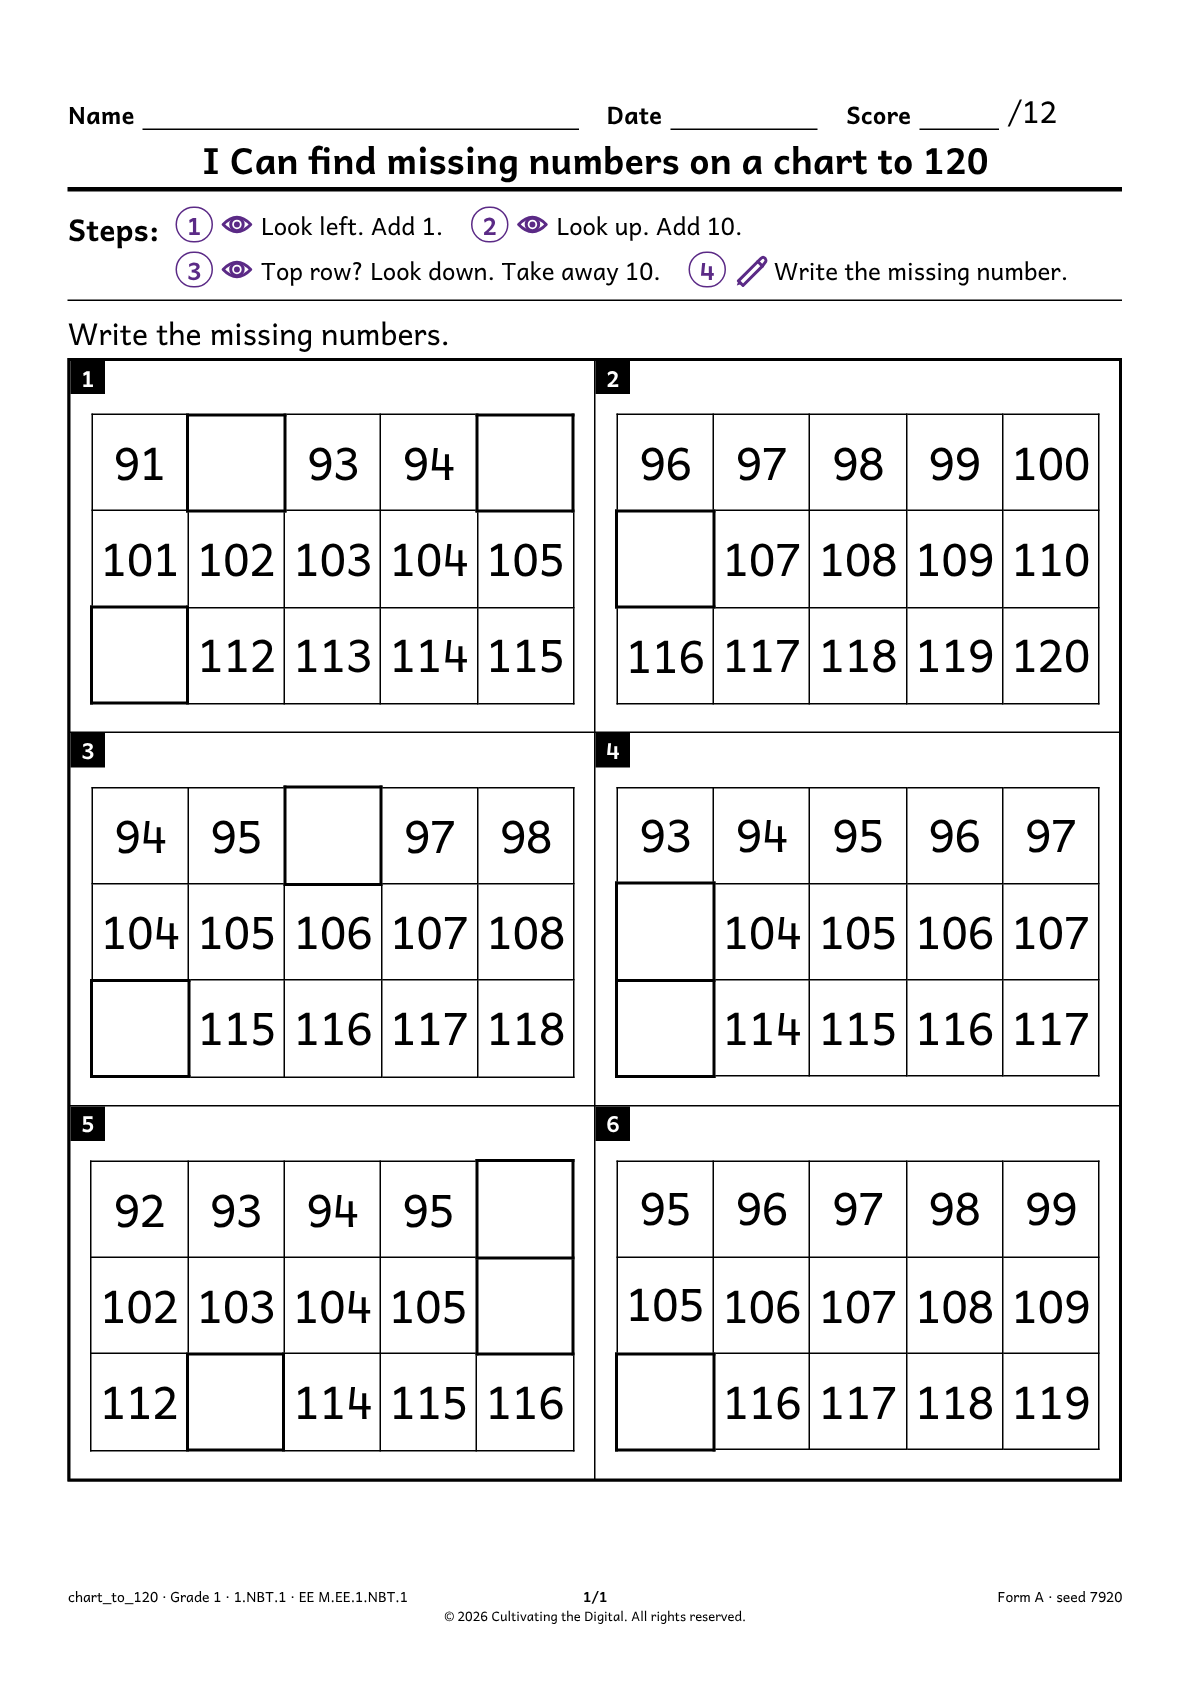 Name Date Score /12
I Can find missing numbers on a chart to 120
Steps: 1 Look left. Add 1. 2 Look up. Add 10.
3 Top row? Look down. Take away 10. 4 Write the missing number.
Write the missing numbers.
1
91 93 94
101 102 103 104 105
112 113 114 115
2
96 97 98 99 100
107 108 109 110
116 117 118 119 120
3
94 95 97 98
104 105 106 107 108
115 116 117 118
4
93 94 95 96 97
104 105 106 107
114 115 116 117
5
92 93 94 95
102 103 104 105
112 114 115 116
6
95 96 97 98 99
105 106 107 108 109
116 117 118 119
chart_to_120 · Grade 1 · 1.NBT.1 · EE M.EE.1.NBT.1 1/1 Form A · seed 7920
© 2026 Cultivating the Digital. All rights reserved.